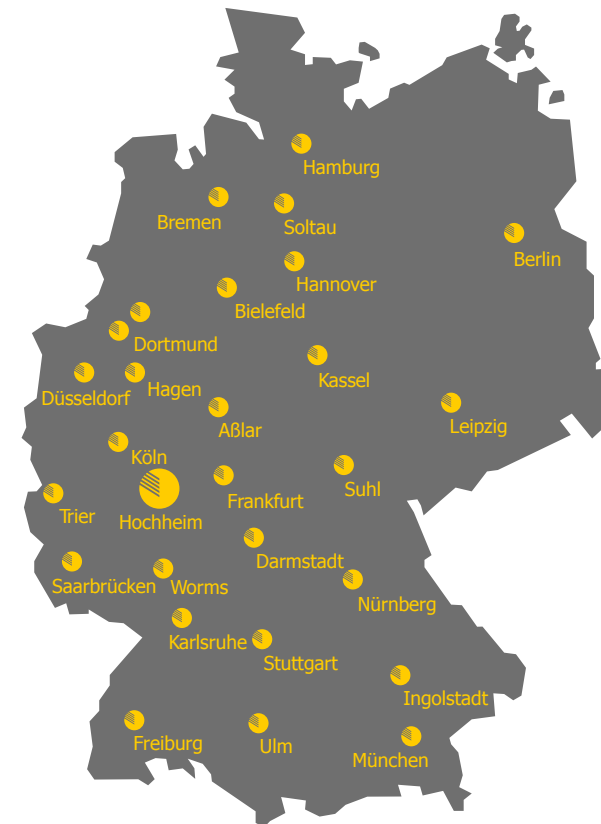 Hamburg
Bremen
Soltau
Berlin
Hannover
Bielefeld
Dortmund
Kassel
Düsseldorf
Hagen
Leipzig
Aßlar
Köln
Suhl
Frankfurt
Trier
Hochheim
Darmstadt
Saarbrücken
Worms
Nürnberg
Karlsruhe
Stuttgart
Ingolstadt
Freiburg
Ulm
München